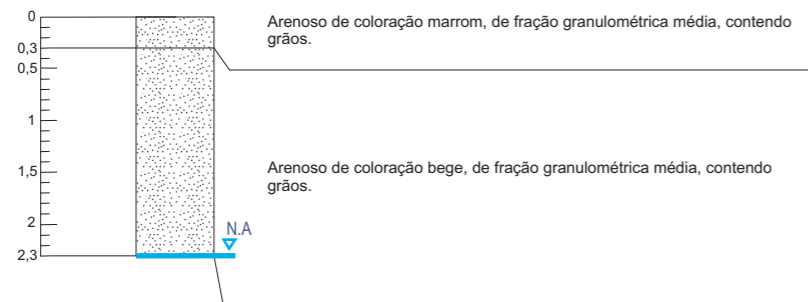 0
Arenoso de coloração marrom, de fração granulométrica média, contendo
grãos.
0,3
0,5
1
1,5
Arenoso de coloração bege, de fração granulométrica média, contendo
grãos.
2
N.A
2,3